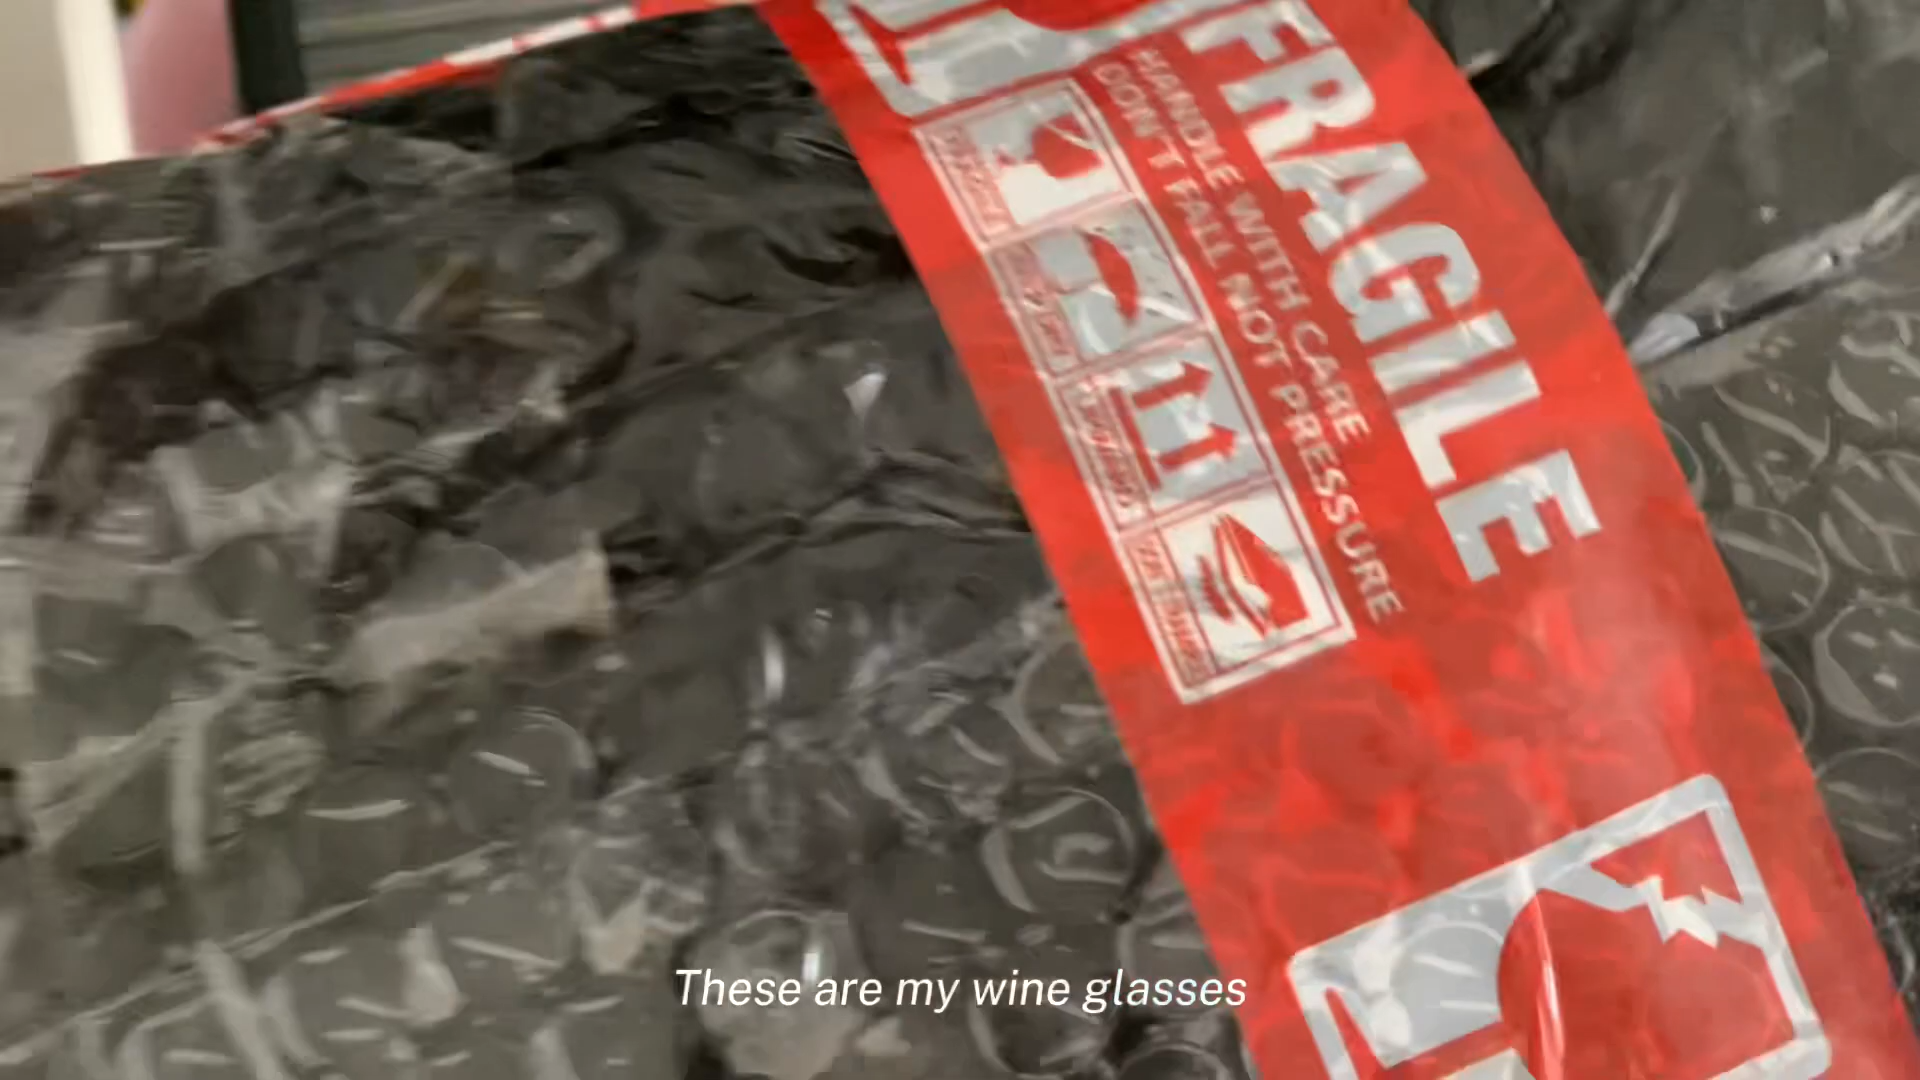 FRAGILE
HANDLE WITH CARE
DON'T FALL NOT PRESSURE
These are my wine glasses